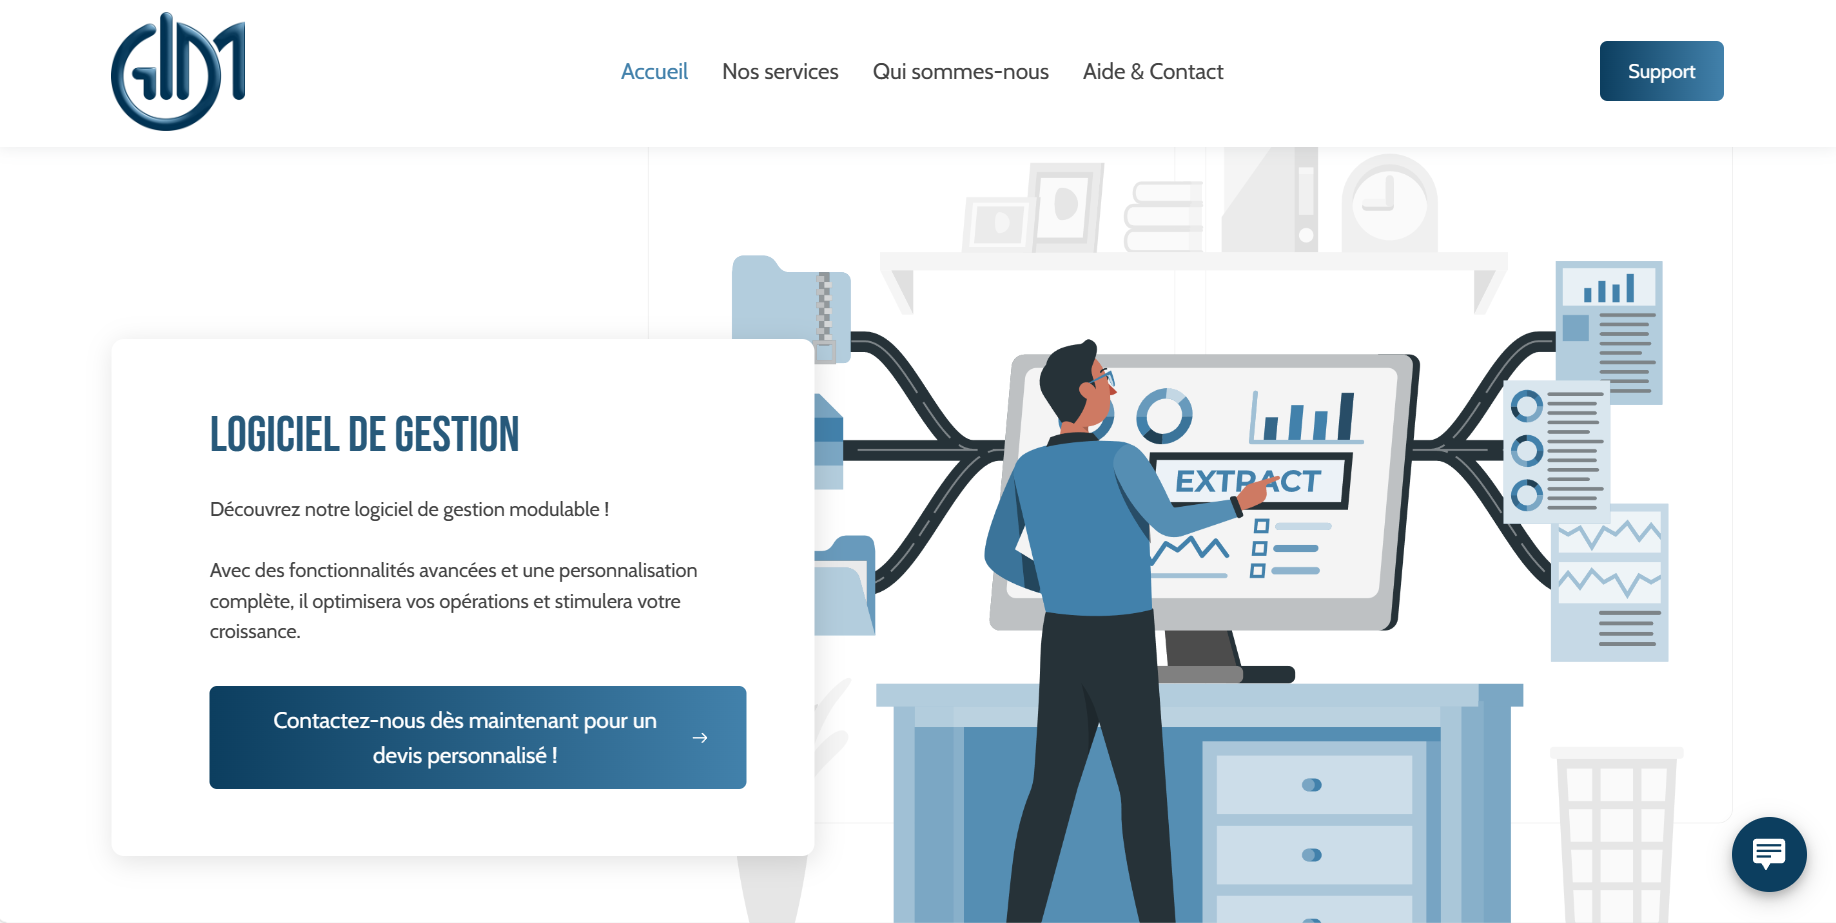 GDM
Accueil
Nos services
Qui sommes-nous
Aide & Contact
Support
LOGICIEL DE GESTION
Découvrez notre logiciel de gestion modulable !
Avec des fonctionnalités avancées et une personnalisation
complète, il optimisera vos opérations et stimulera votre
croissance.
Contactez-nous dès maintenant pour un
devis personnalisé !
EXTRACT